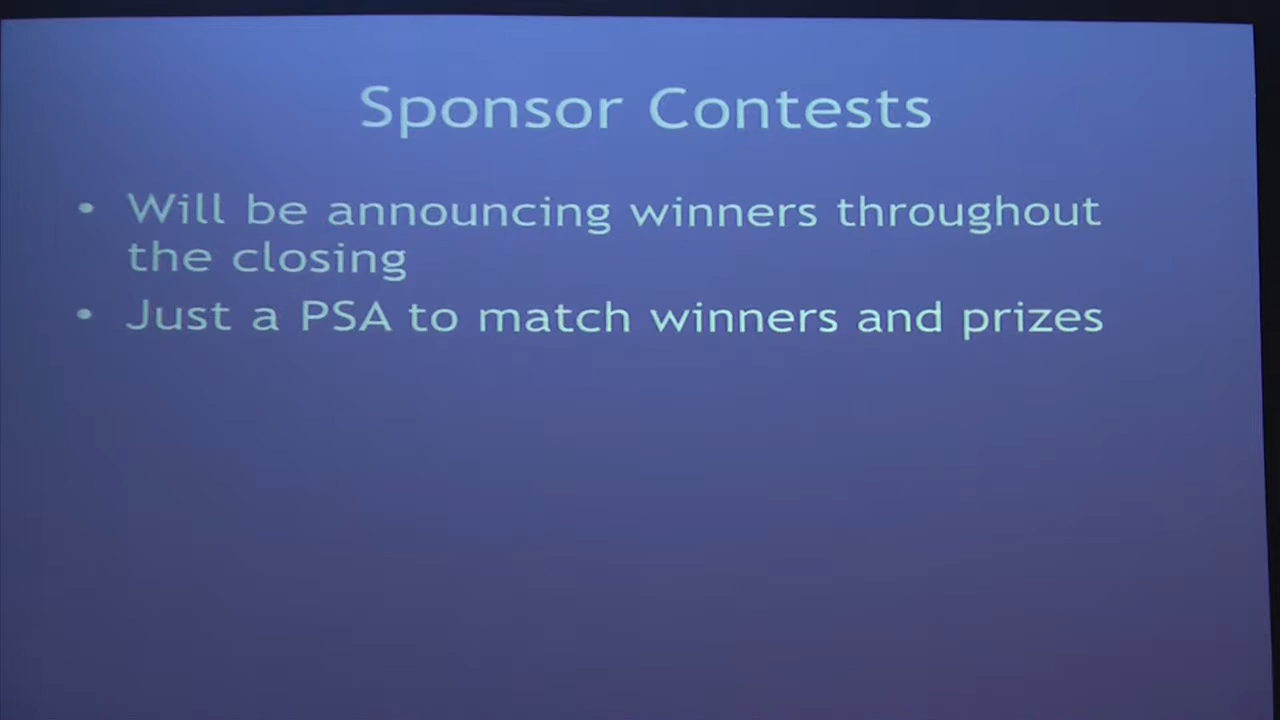 Sponsor Contests
• Will be announcing winners throughout
the closing
• Just a PSA to match winners and prizes